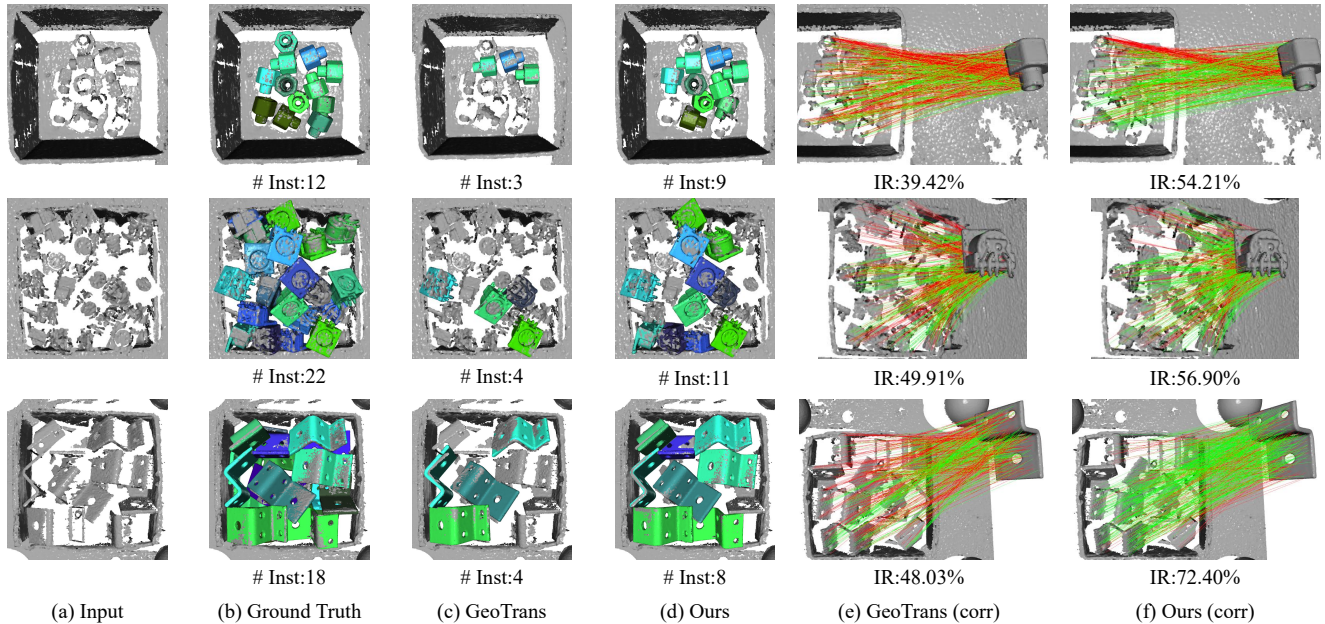 # Inst:12 # Inst:3 # Inst:9 IR:39.42% IR:54.21%
# Inst:22 # Inst:4 # Inst:11 IR:49.91% IR:56.90%
# Inst:18 # Inst:4 # Inst:8 IR:48.03% IR:72.40%
(a) Input (b) Ground Truth (c) GeoTrans (d) Ours (e) GeoTrans (corr) (f) Ours (corr)